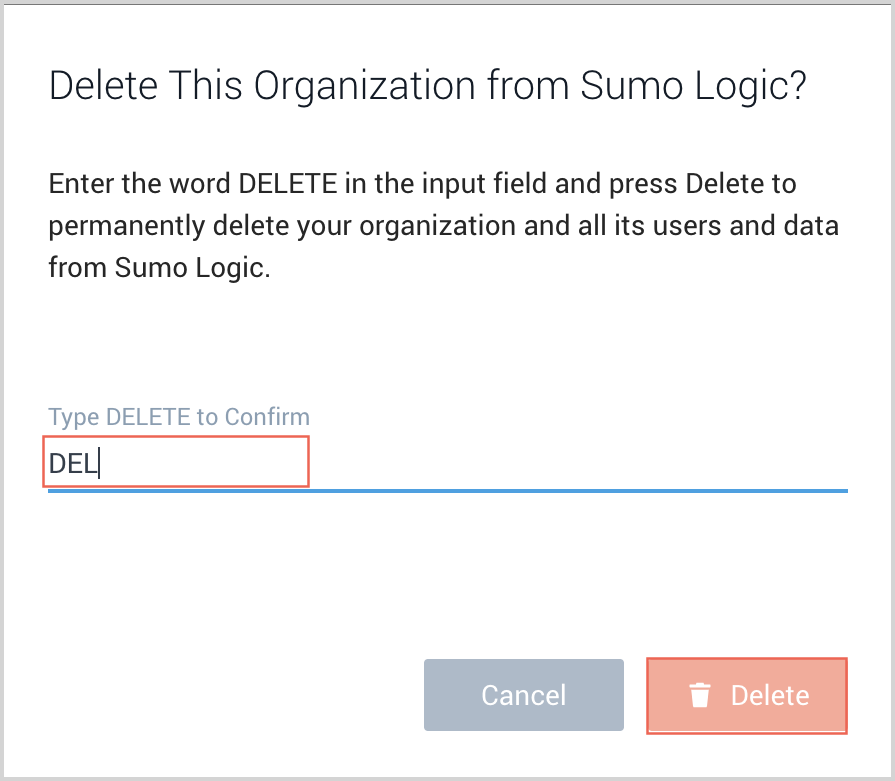 Delete This Organization from Sumo Logic?
Enter the word DELETE in the input field and press Delete to
permanently delete your organization and all its users and data
from Sumo Logic.
Type DELETE to Confirm
DEL
Cancel
Delete